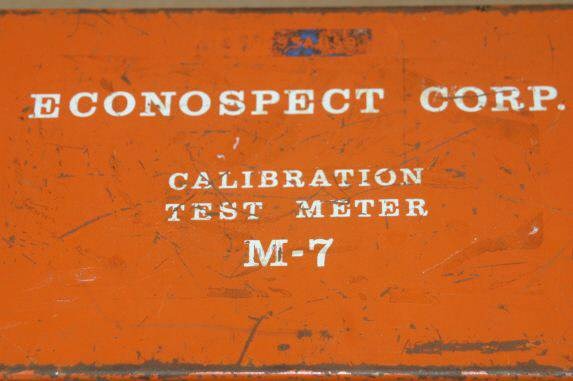 ECONOSPECT CORP.
CALIBRATION
TEST METER
M-7